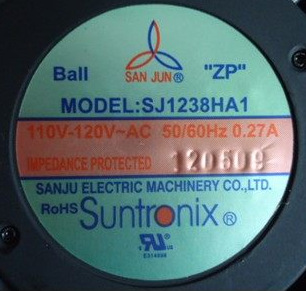 SAN JUN®
Ball "ZP"
MODEL:SJ1238HA1
110V-120V~AC 50/60Hz 0.27A
IMPEDANCE PROTECTED 120509
SANJU ELECTRIC MACHINERY CO.,LTD.
RoHS Suntronix®